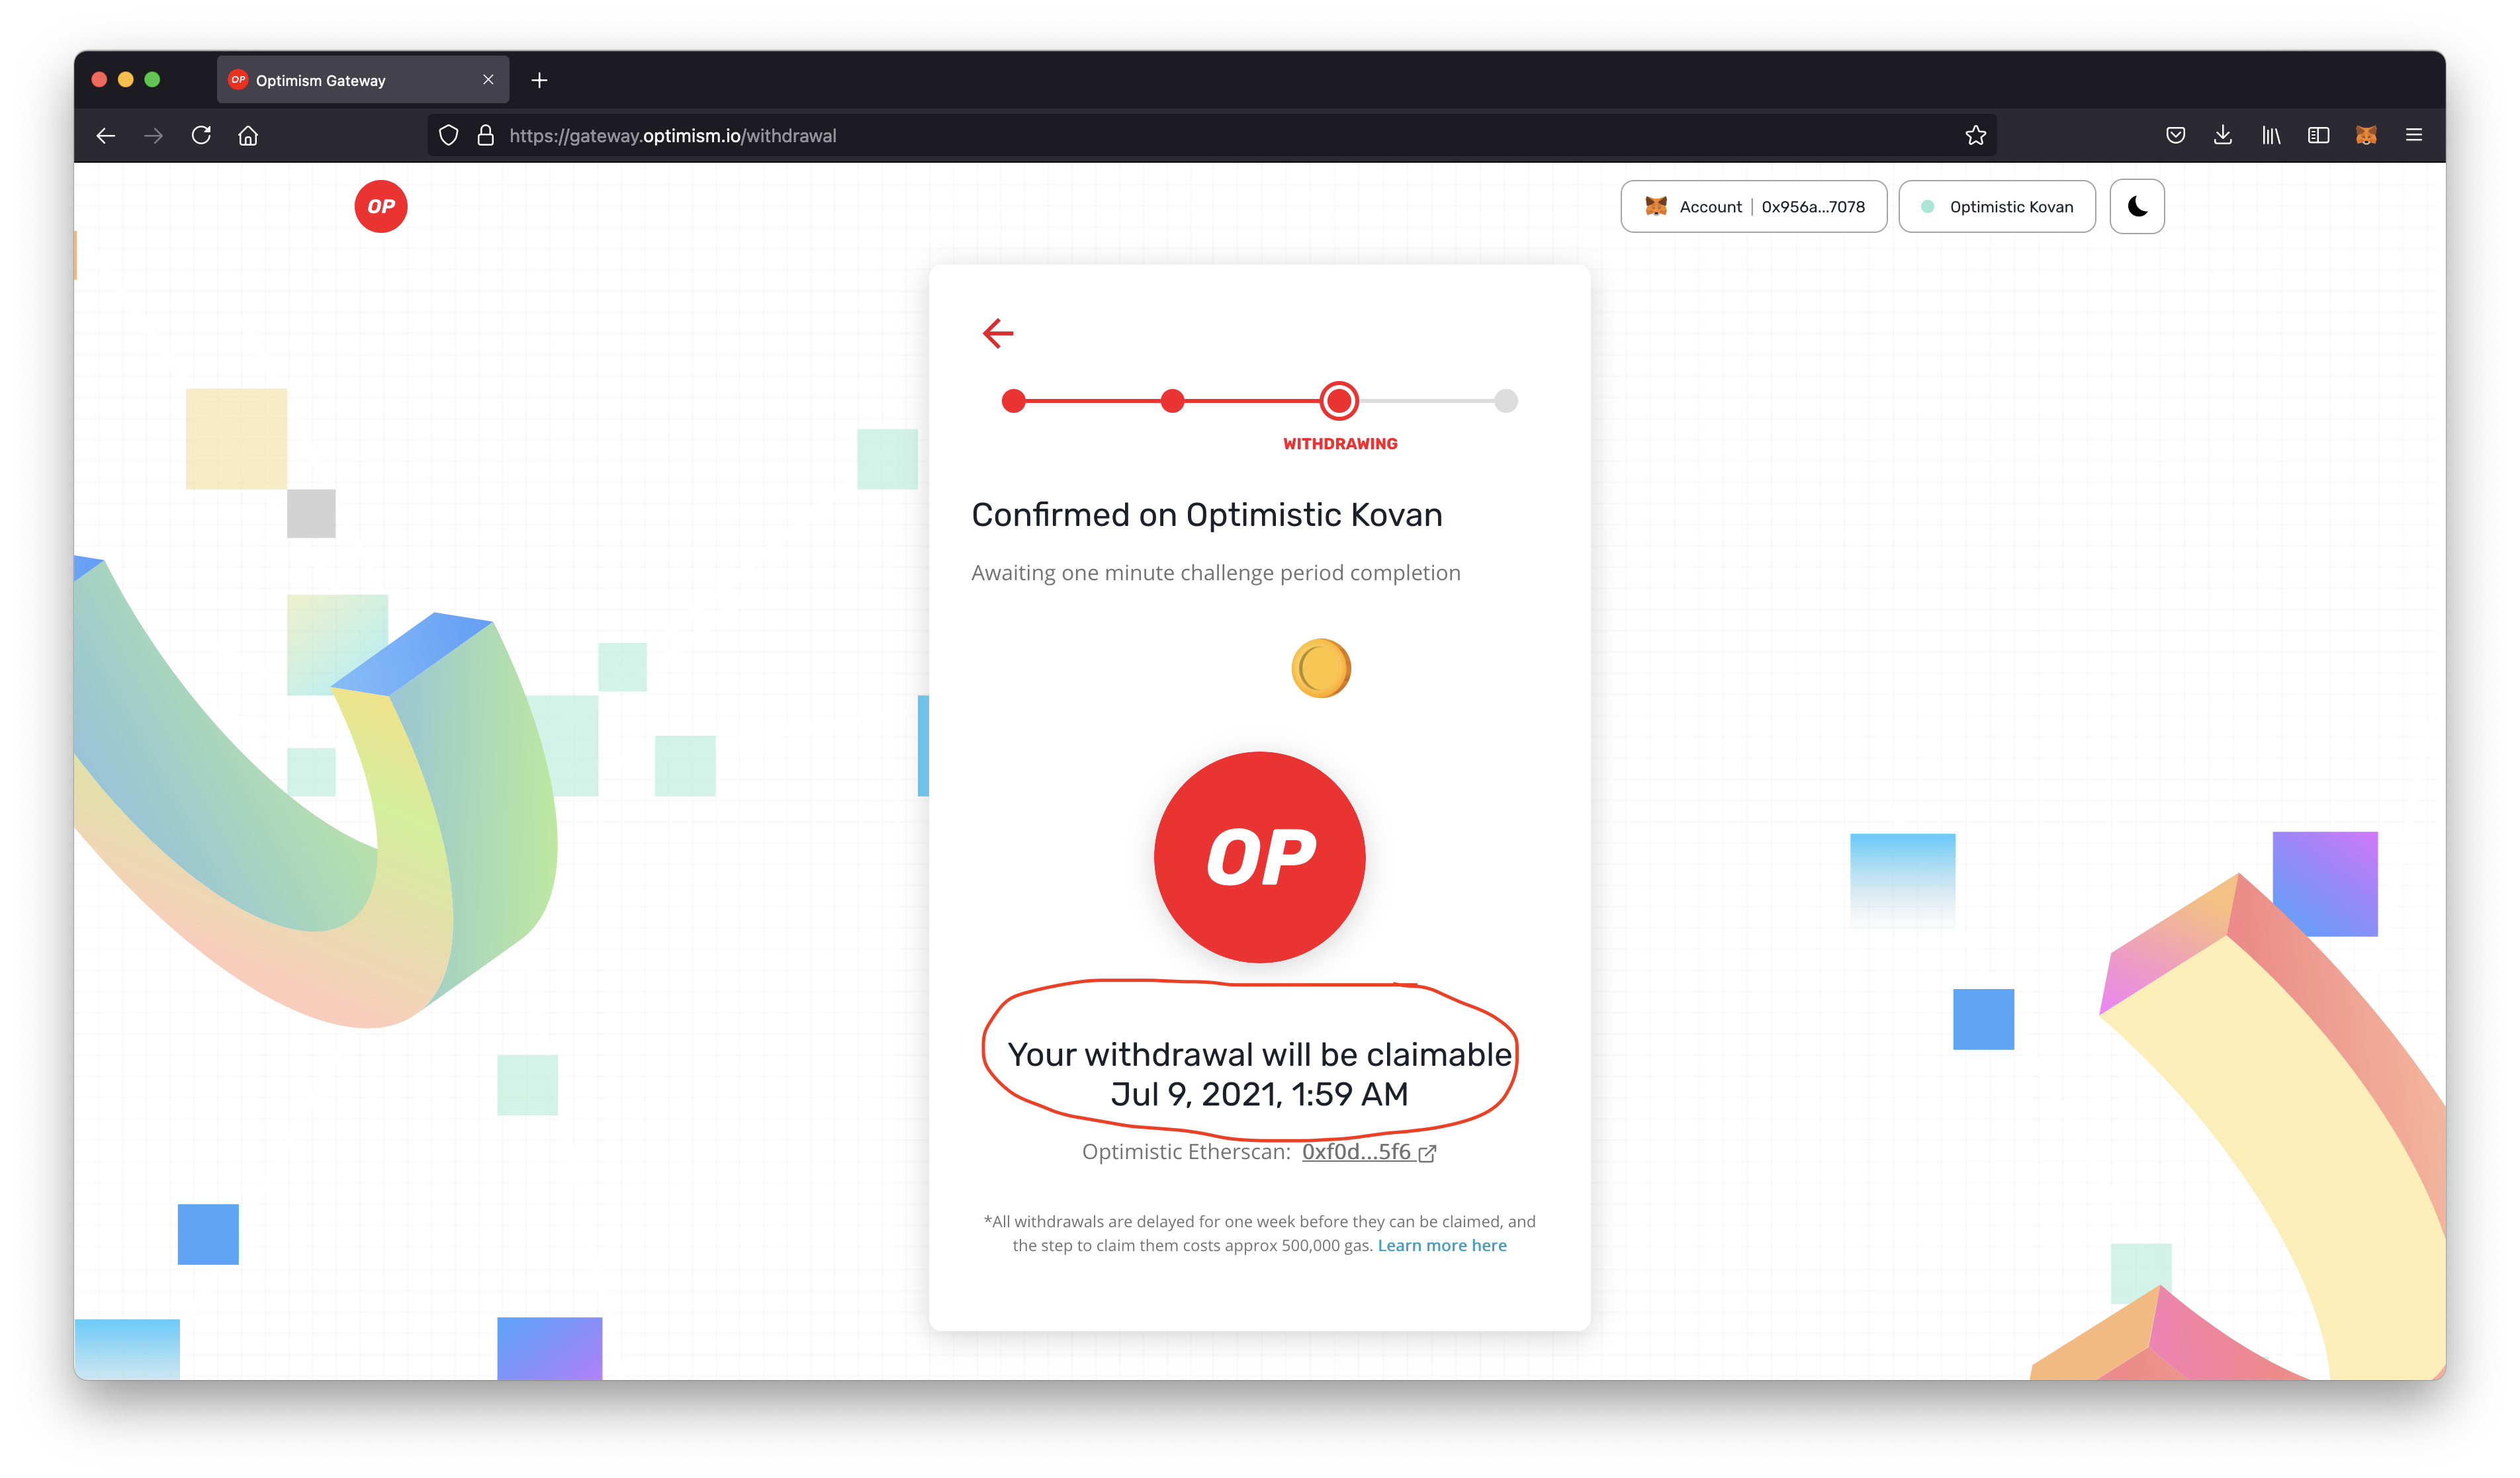 OP Optimism Gateway
https://gateway.optimism.io/withdrawal
OP
Account | 0x956a...7078
Optimistic Kovan
WITHDRAWING
Confirmed on Optimistic Kovan
Awaiting one minute challenge period completion
OP
Your withdrawal will be claimable
Jul 9, 2021, 1:59 AM
Optimistic Etherscan: 0xf0d...5f6
*All withdrawals are delayed for one week before they can be claimed, and
the step to claim them costs approx 500,000 gas. Learn more here